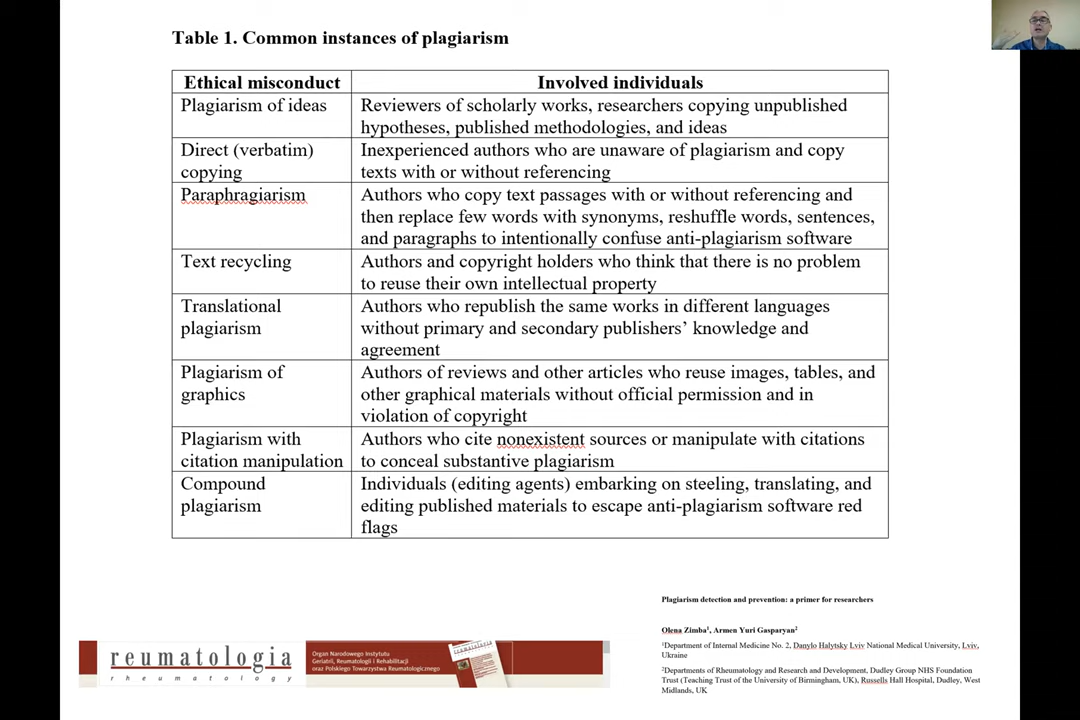 Table 1. Common instances of plagiarism
Ethical misconduct Involved individuals
Plagiarism of ideas Reviewers of scholarly works, researchers copying unpublished
hypotheses, published methodologies, and ideas
Direct (verbatim) Inexperienced authors who are unaware of plagiarism and copy
copying texts with or without referencing
Paraphragiarism Authors who copy text passages with or without referencing and
then replace few words with synonyms, reshuffle words, sentences,
and paragraphs to intentionally confuse anti-plagiarism software
Text recycling Authors and copyright holders who think that there is no problem
to reuse their own intellectual property
Translational Authors who republish the same works in different languages
plagiarism without primary and secondary publishers’ knowledge and
agreement
Plagiarism of Authors of reviews and other articles who reuse images, tables, and
graphics other graphical materials without official permission and in
violation of copyright
Plagiarism with Authors who cite nonexistent sources or manipulate with citations
citation manipulation to conceal substantive plagiarism
Compound Individuals (editing agents) embarking on steeling, translating, and
plagiarism editing published materials to escape anti-plagiarism software red
flags
Plagiarism detection and prevention: a primer for researchers
Olena Zimba¹, Armen Yuri Gasparyan²
¹Department of Internal Medicine No. 2, Danylo Halytsky Lviv National Medical University, Lviv,
Ukraine
²Departments of Rheumatology and Research and Development, Dudley Group NHS Foundation
Trust (Teaching Trust of the University of Birmingham, UK), Russells Hall Hospital, Dudley, West
Midlands, UK
reumatologia
rheumatology
Organ Narodowego Instytutu
Geriatrii, Reumatologii i Rehabilitacji
oraz Polskiego Towarzystwa Reumatologicznego